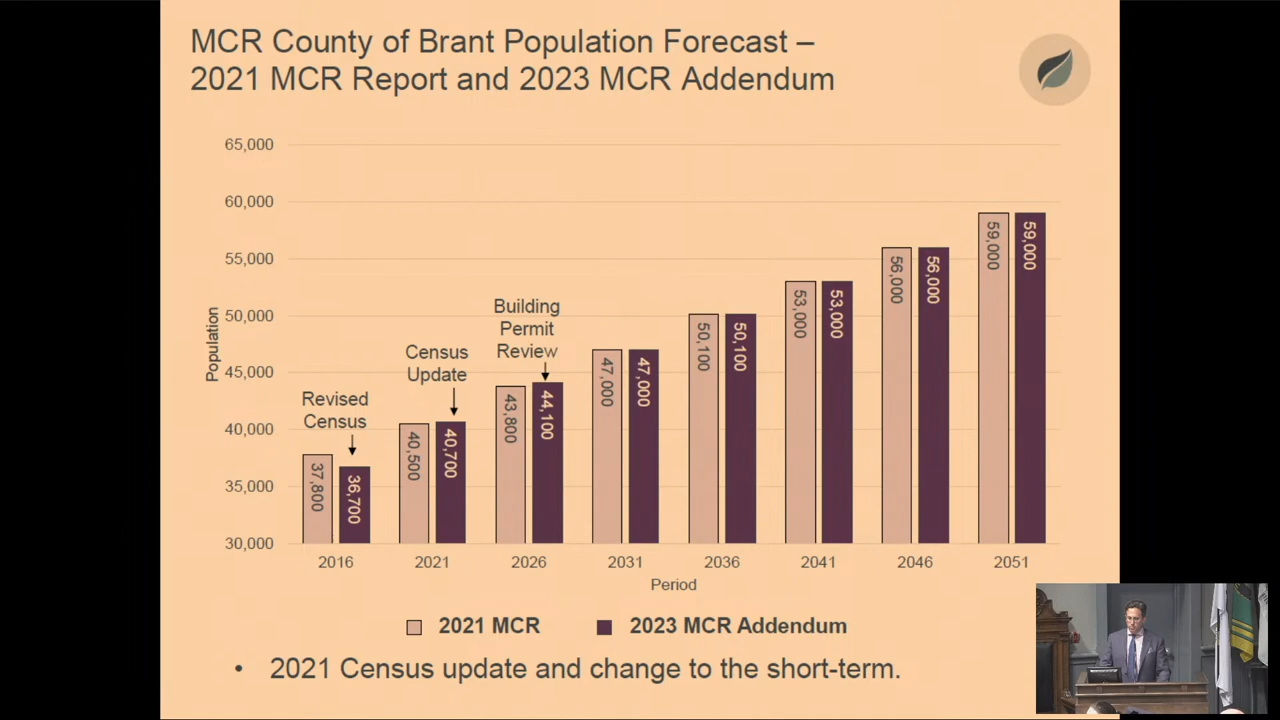 MCR County of Brant Population Forecast –
2021 MCR Report and 2023 MCR Addendum
65,000
60,000
55,000
50,000
45,000
40,000
35,000
30,000
Population
Revised
Census
Census
Update
Building
Permit
Review
37,800
36,700
40,500
40,700
43,800
44,100
47,000
47,000
50,100
50,100
53,000
53,000
56,000
56,000
59,000
59,000
2016
2021
2026
2031
2036
2041
2046
2051
Period
2021 MCR
2023 MCR Addendum
• 2021 Census update and change to the short-term.